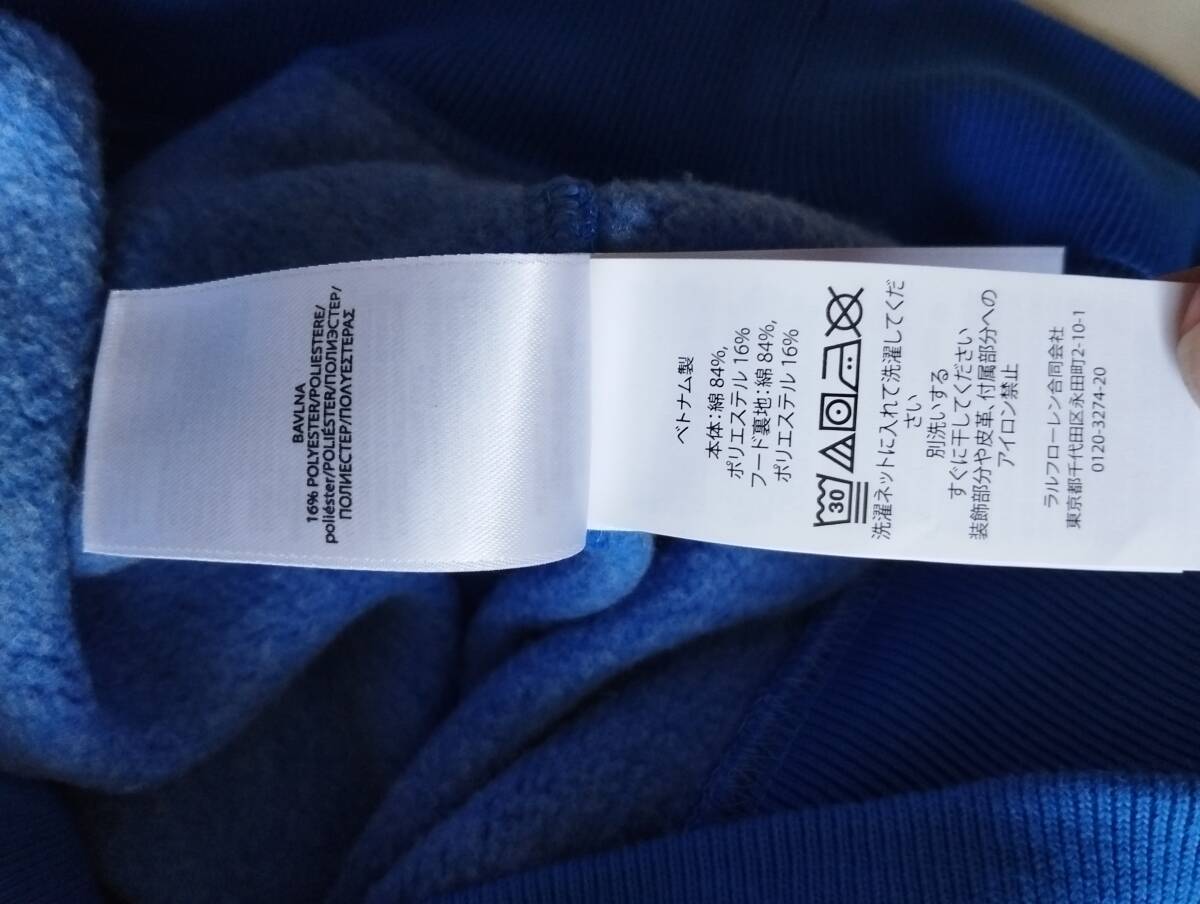 BAVLNA
16% POLYESTER/POLIESTERE/
poliéster/POLIÉSTER/ПОЛИЭСТЕР/
ПОЛИЕСТЕР/ΠΟΛΥΕΣΤΕΡΑΣ
ベトナム製
本体：綿 84%,
ポリエステル 16%
フード裏地：綿 84%,
ポリエステル 16%
30
洗濯ネットに入れて洗濯してくだ
さい
別洗いする
すぐに干してください
装飾部分や皮革、付属部分への
アイロン禁止
ラルフローレン合同会社
東京都千代田区永田町2-10-1
0120-3274-20